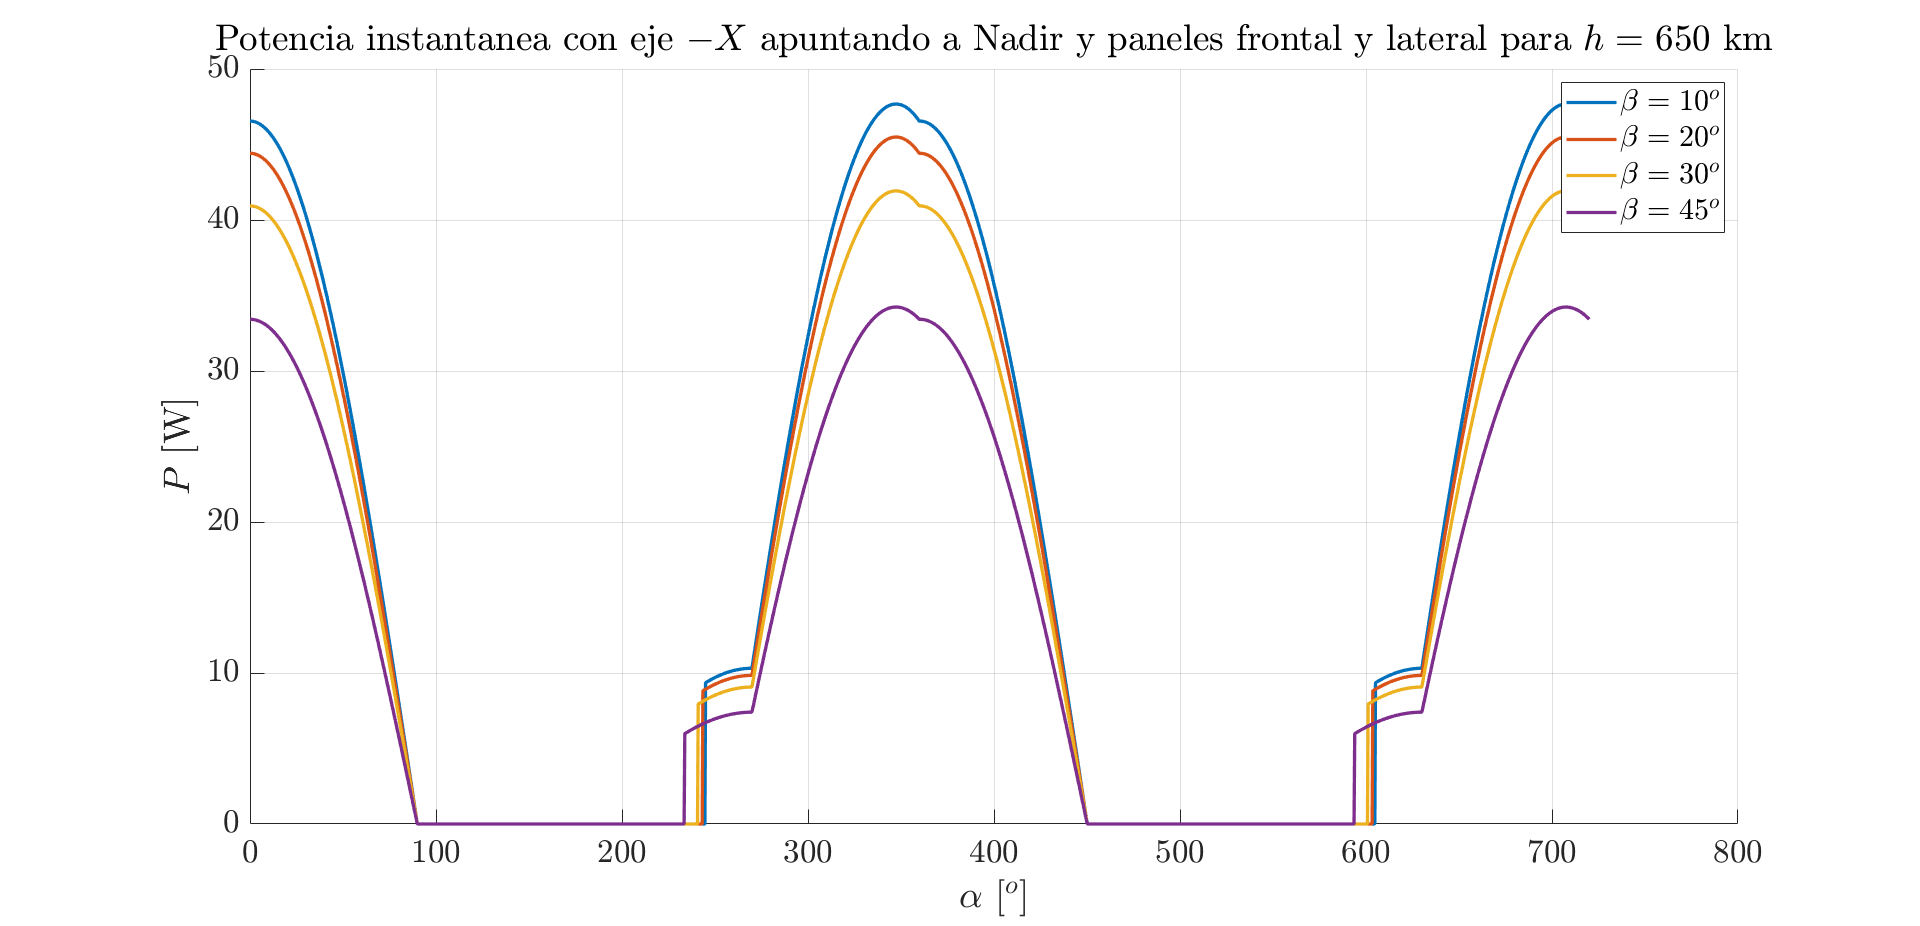 Potencia instantanea con eje −X apuntando a Nadir y paneles frontal y lateral para h = 650 km
50
40
30
20
10
0
P [W]
β = 10º
β = 20º
β = 30º
β = 45º
0 100 200 300 400 500 600 700 800
α [º]